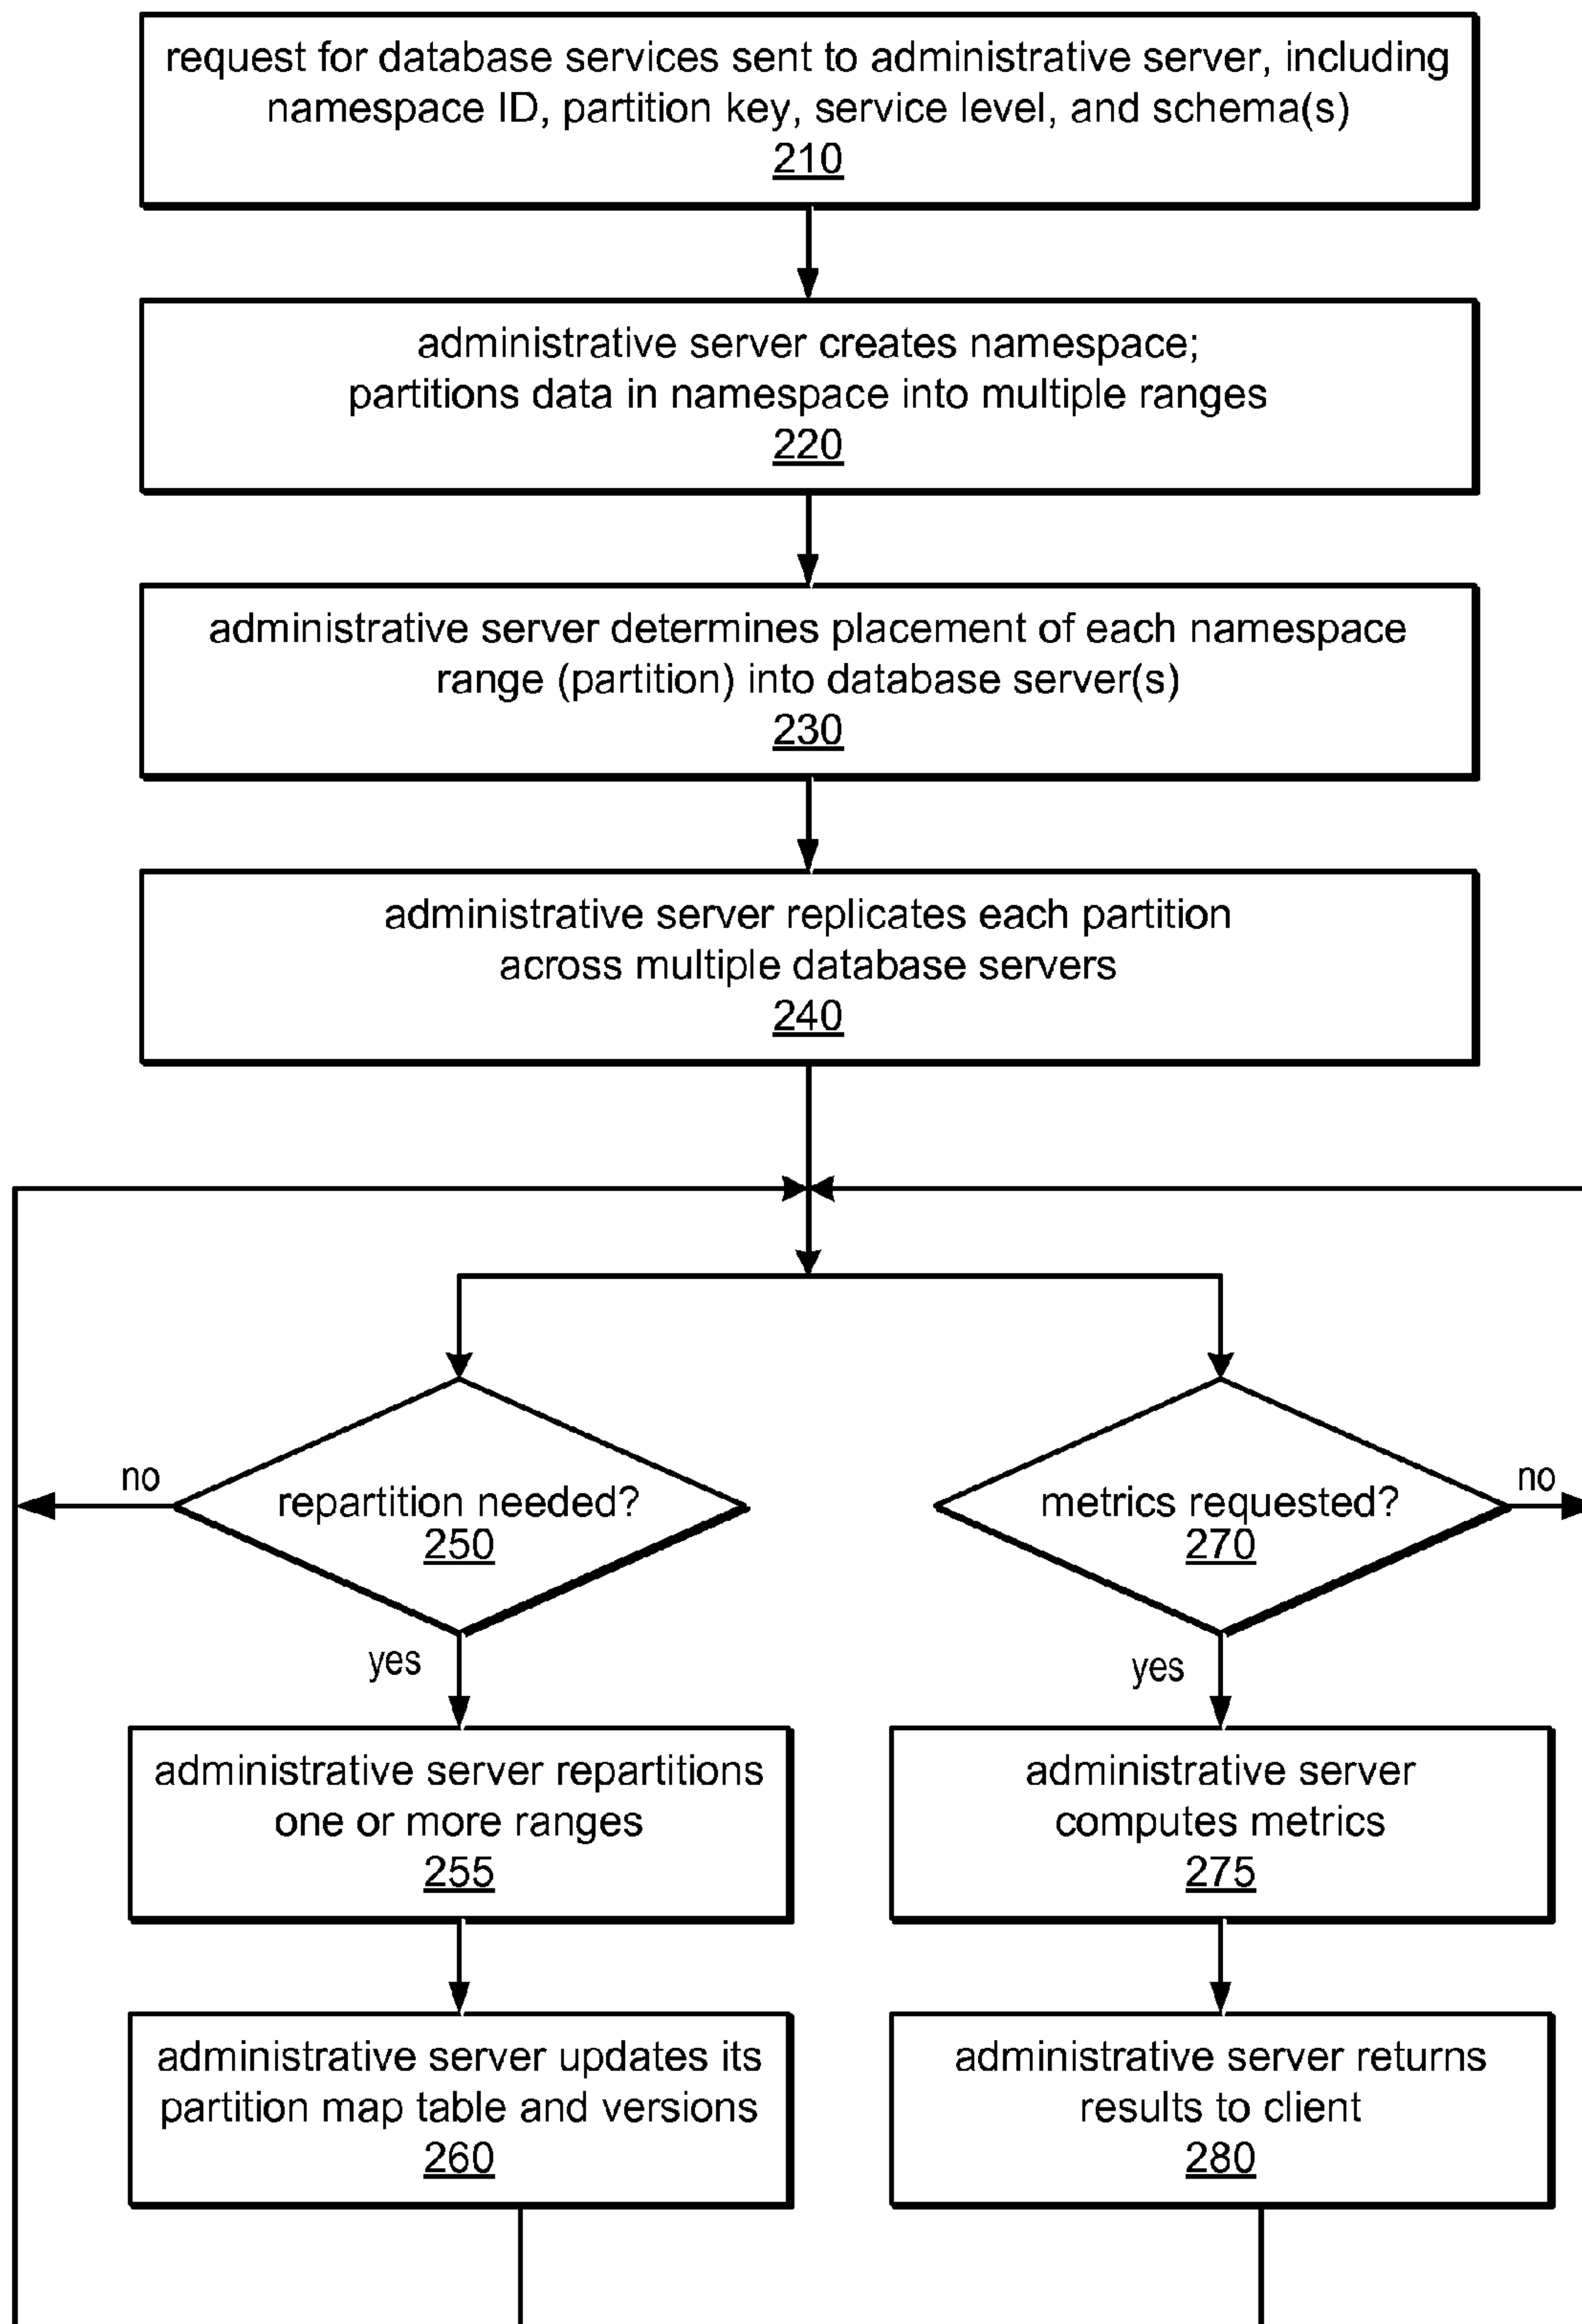 request for database services sent to administrative server, including
namespace ID, partition key, service level, and schema(s)
210
administrative server creates namespace;
partitions data in namespace into multiple ranges
220
administrative server determines placement of each namespace
range (partition) into database server(s)
230
administrative server replicates each partition
across multiple database servers
240
no
repartition needed?
250
yes
administrative server repartitions
one or more ranges
255
administrative server updates its
partition map table and versions
260
metrics requested?
270
no
yes
administrative server
computes metrics
275
administrative server returns
results to client
280